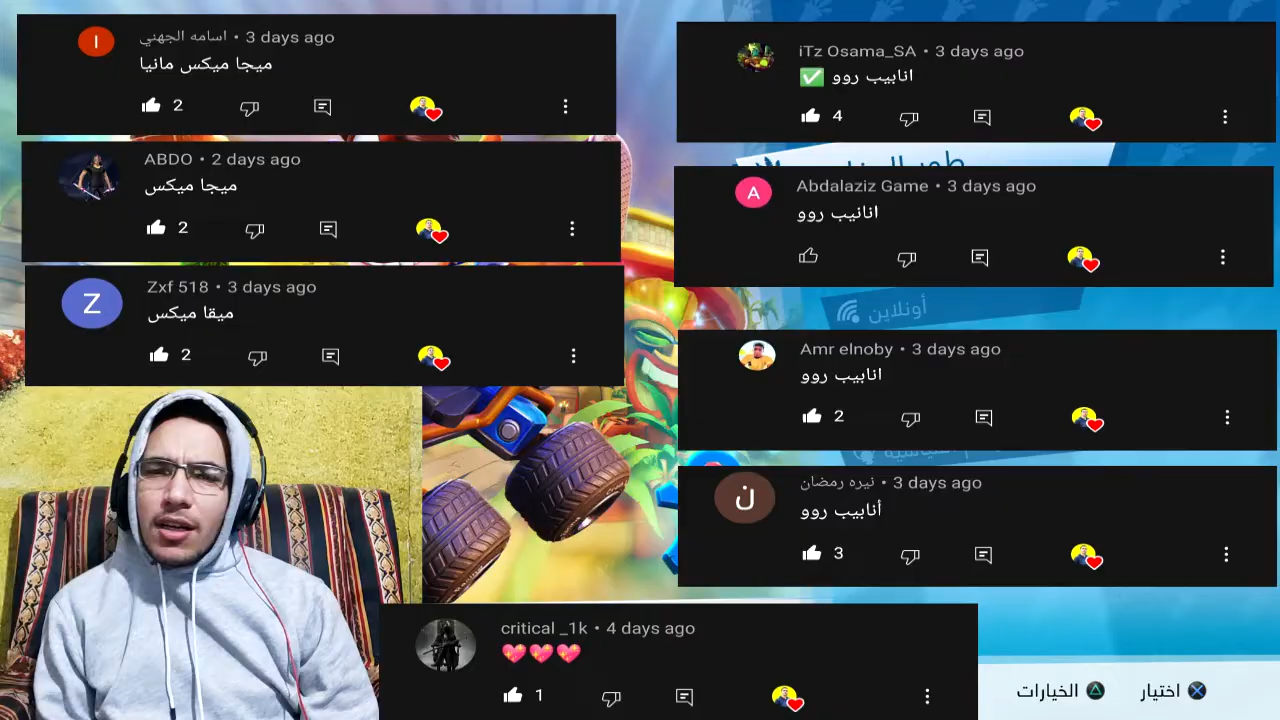 اسامه الجهني • 3 days ago
ميجا ميكس مانيا
2
ABDO • 2 days ago
ميجا ميكس
2
Zxf 518 • 3 days ago
ميقا ميكس
2
iTz Osama_SA • 3 days ago
انابيب روو ✅
4
Abdalaziz Game • 3 days ago
انانيب روو
أونلاين
Amr elnoby • 3 days ago
انابيب روو
2
نيره رمضان • 3 days ago
أنابيب روو
3
critical _1k • 4 days ago
💖💖💖
1
الخيارات
اختيار
I
Z
A
ن